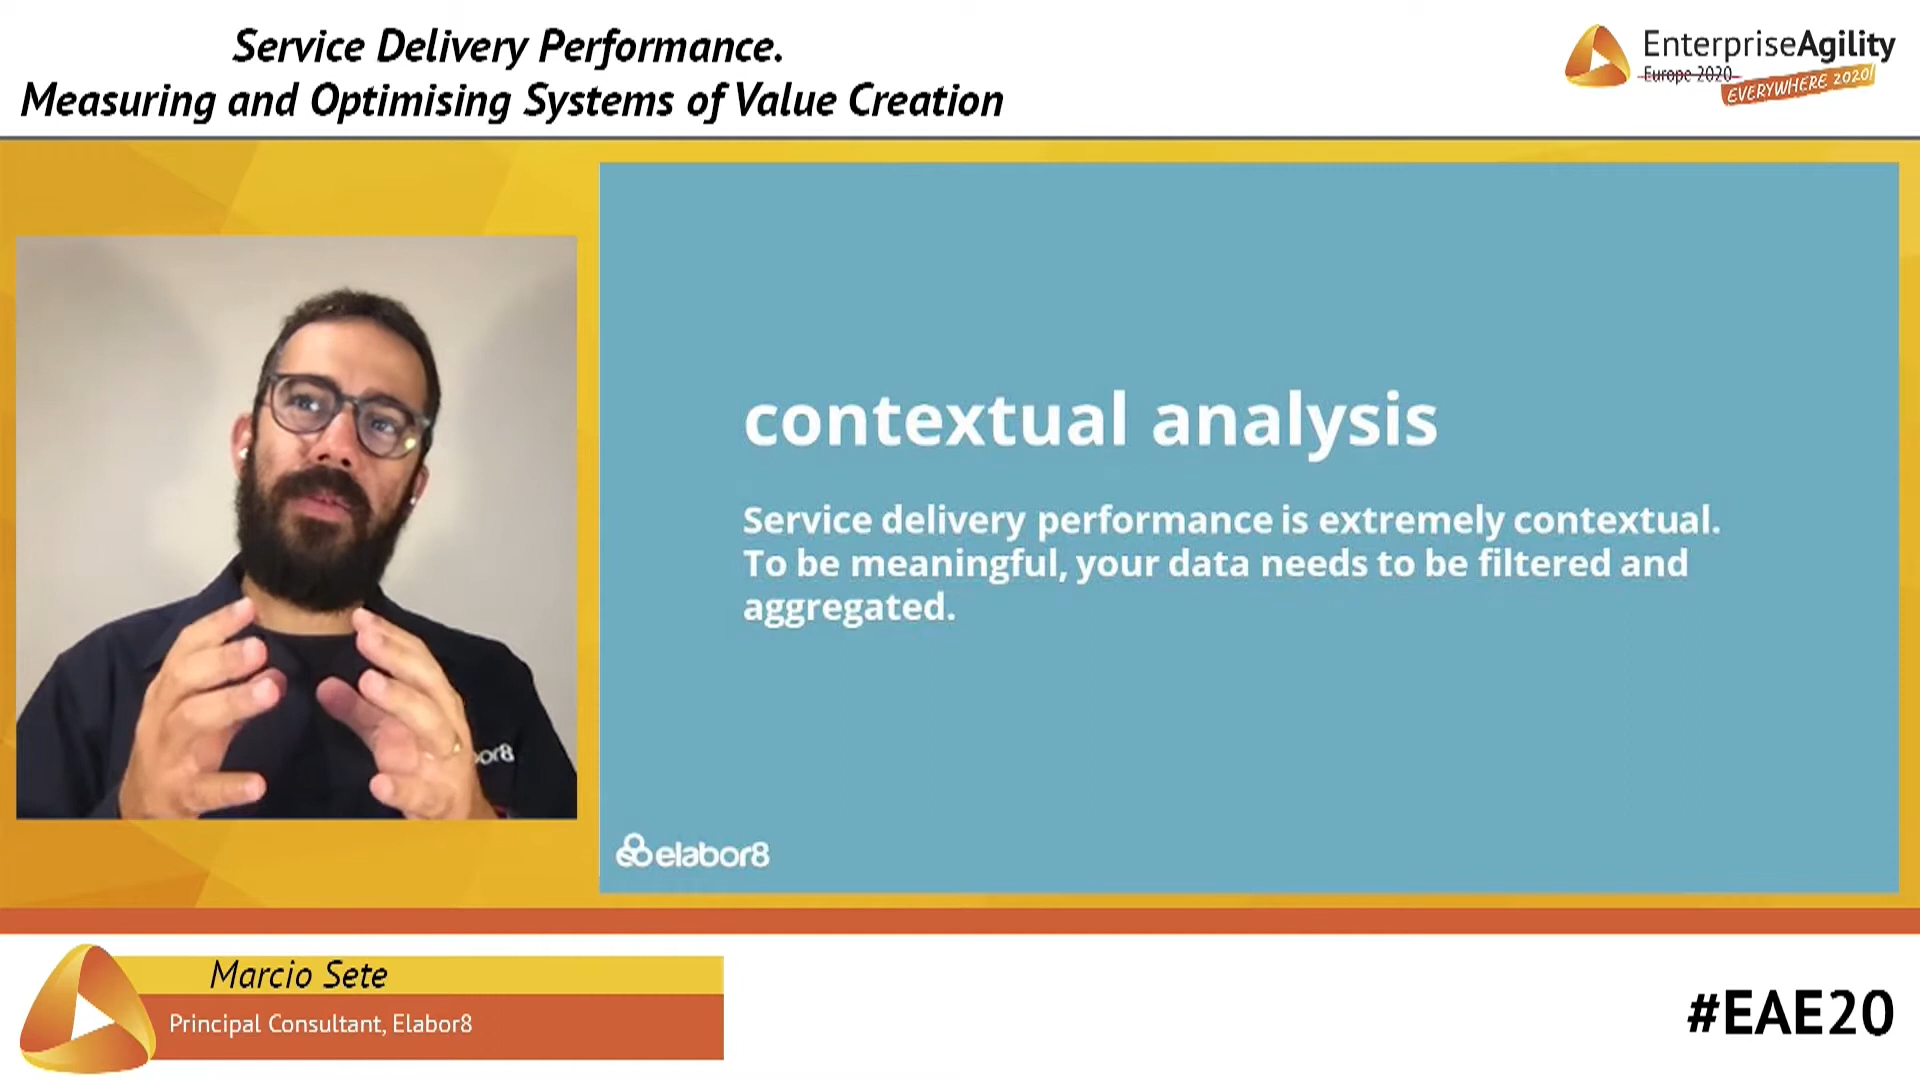 Service Delivery Performance.
Measuring and Optimising Systems of Value Creation
EnterpriseAgility
Europe 2020
EVERYWHERE 2020!
contextual analysis
Service delivery performance is extremely contextual.
To be meaningful, your data needs to be filtered and
aggregated.
bor8
elabor8
Marcio Sete
Principal Consultant, Elabor8
#EAE20